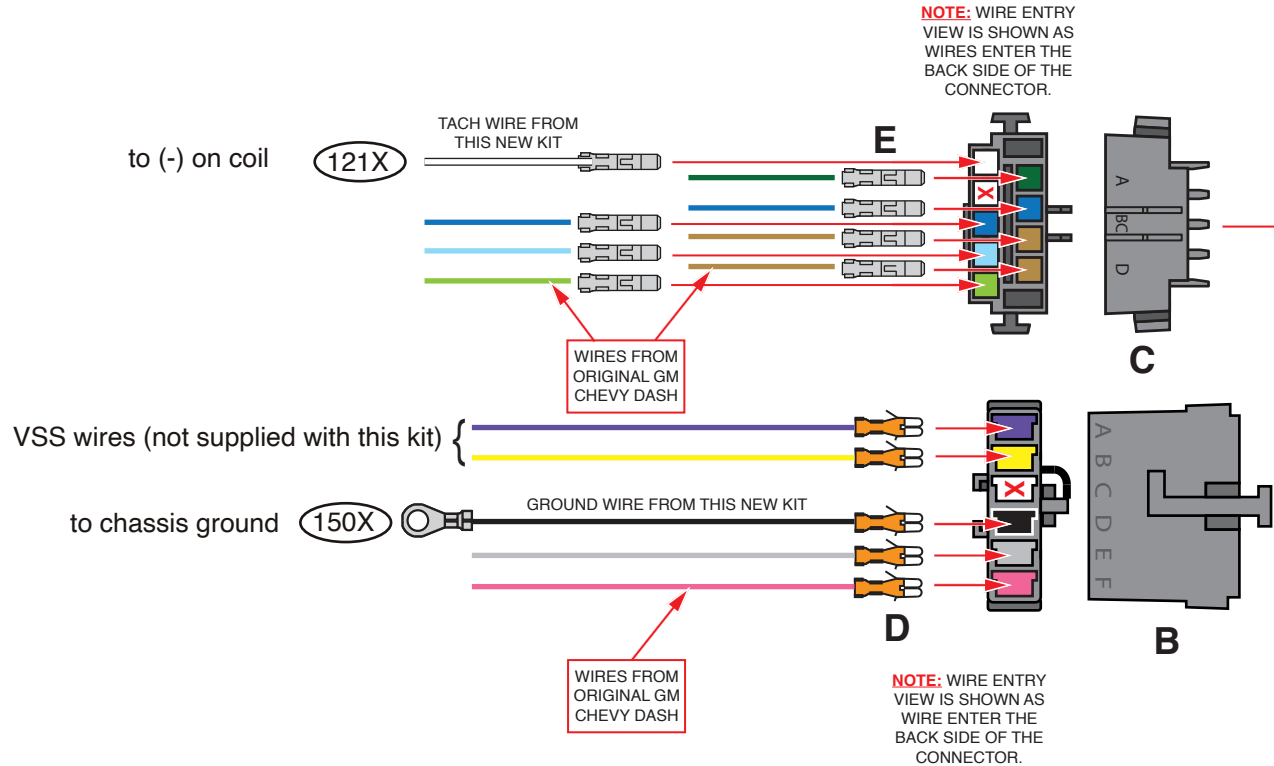 NOTE: WIRE ENTRY
VIEW IS SHOWN AS
WIRES ENTER THE
BACK SIDE OF THE
CONNECTOR.
TACH WIRE FROM
THIS NEW KIT
to (-) on coil
121X
E
X
A
BC
D
C
WIRES FROM
ORIGINAL GM
CHEVY DASH
VSS wires (not supplied with this kit) {
GROUND WIRE FROM THIS NEW KIT
to chassis ground
150X
X
A
B
C
D
E
F
D
B
WIRES FROM
ORIGINAL GM
CHEVY DASH
NOTE: WIRE ENTRY
VIEW IS SHOWN AS
WIRE ENTER THE
BACK SIDE OF THE
CONNECTOR.